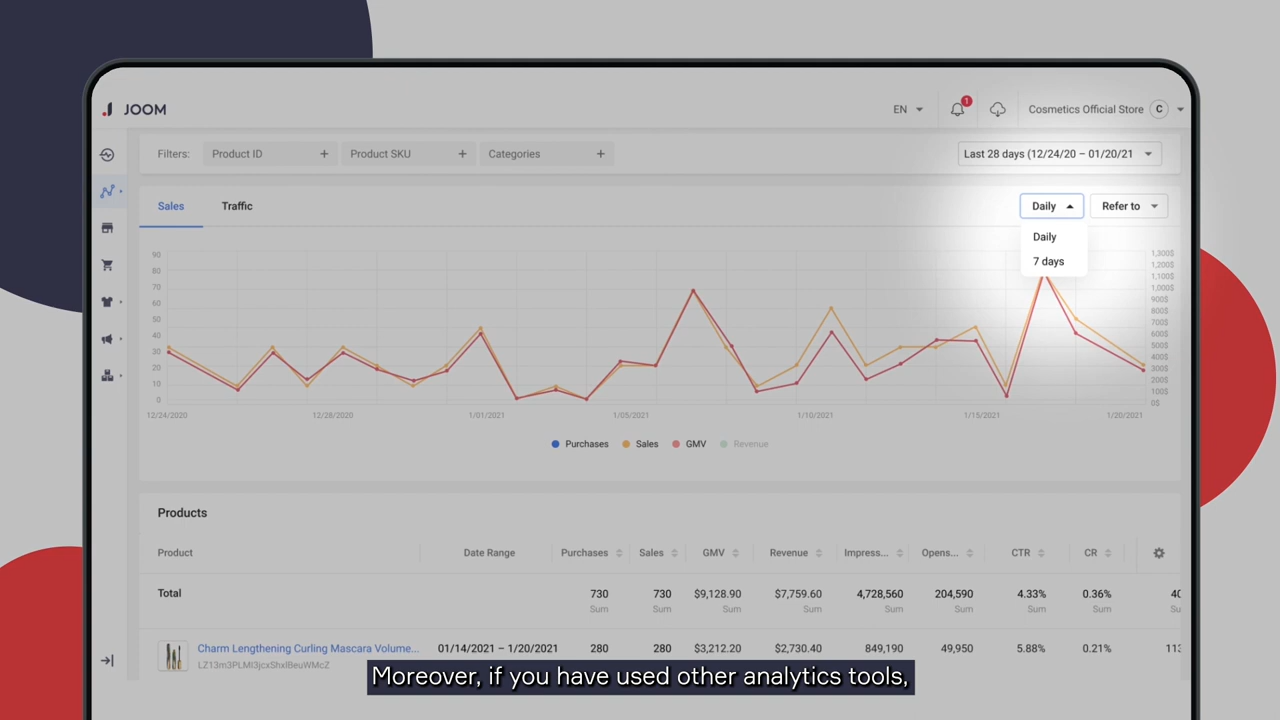 JOOM
EN
1
Cosmetics Official Store C
Filters: Product ID + Product SKU + Categories +
Last 28 days (12/24/20 – 01/20/21
Sales Traffic
Daily Refer to
Daily
7 days
90
80
70
60
50
40
30
20
10
0
1,300$
1,200$
1,100$
1,000$
900$
800$
700$
600$
500$
400$
300$
200$
100$
0$
12/24/2020 12/28/2020 1/01/2021 1/05/2021 1/10/2021 1/15/2021 1/20/2021
Purchases Sales GMV Revenue
Products
Product Date Range Purchases Sales GMV Revenue Impress... Opens... CTR CR
Total 730 730 $9,128.90 $7,759.60 4,728,560 204,590 4.33% 0.36% 40
Sum Sum Sum Sum Sum Sum Sum Sum Su
Charm Lengthening Curling Mascara Volume... 01/14/2021 – 1/20/2021 280 280 $3,212.20 $2,730.40 849,190 49,950 5.88% 0.21% 113
LZ13m3PLMI3jcxShxlBeuWMcZ
Moreover, if you have used other analytics tools,